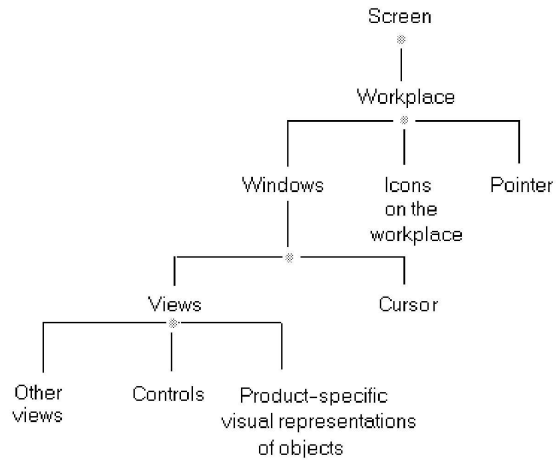 Screen
Workplace
Windows
Icons
on the
workplace
Pointer
Views
Cursor
Other
views
Controls
Product-specific
visual representations
of objects